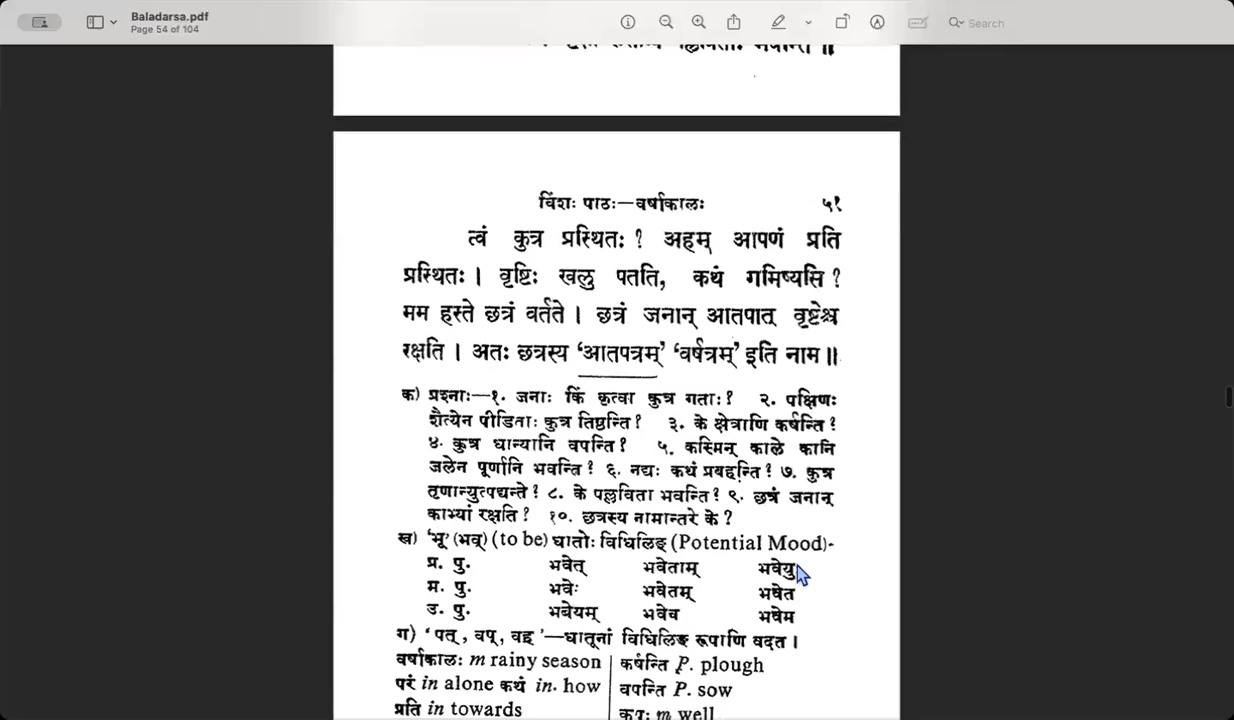 Baladarsa.pdf
Page 54 of 104
Search
विंशः पाठः—वर्षाकालः ५१
त्वं कुत्र प्रस्थितः ? अहम् आपणं प्रति
प्रस्थितः । वृष्टिः खलु पतति, कथं गमिष्यसि ?
मम हस्ते छत्रं वर्तते । छत्रं जनान् आतपात् वृष्टेश्च
रक्षति । अतः छत्रस्य ‘आतपत्रम्’ ‘वर्षत्रम्’ इति नाम ॥
क) प्रश्नाः—१. जनाः किं कृत्वा कुत्र गताः ? २. पक्षिणः
शैत्येन पीडिताः कुत्र तिष्ठन्ति ? ३. के क्षेत्राणि कर्षन्ति ?
४. कुत्र धान्यानि वपन्ति ? ५. कस्मिन् काले कानि
जलेन पूर्णानि भवन्ति ? ६. नद्यः कथं प्रवहन्ति ? ७. कुत्र
तृणान्युत्पद्यन्ते ? ८. के पल्लविता भवन्ति ? ९. छत्रं जनान्
काभ्यां रक्षति ? १०. छत्रस्य नामान्तरे के ?
ख) ‘भू’ (भव्) (to be) धातोः विधिलिङ् (Potential Mood)-
प्र. पु. भवेत् भवेताम् भवेयु
म. पु. भवेः भवेतम् भवेत
उ. पु. भवेयम् भवेव भवेम
ग) ‘पत्, वप्, वह्’—धातूनां विधिलिङ रूपाणि वदत ।
वर्षाकालः m rainy season
परं in alone कथं in. how
प्रति in towards
कर्षन्ति P. plough
वपन्ति P. sow
m well